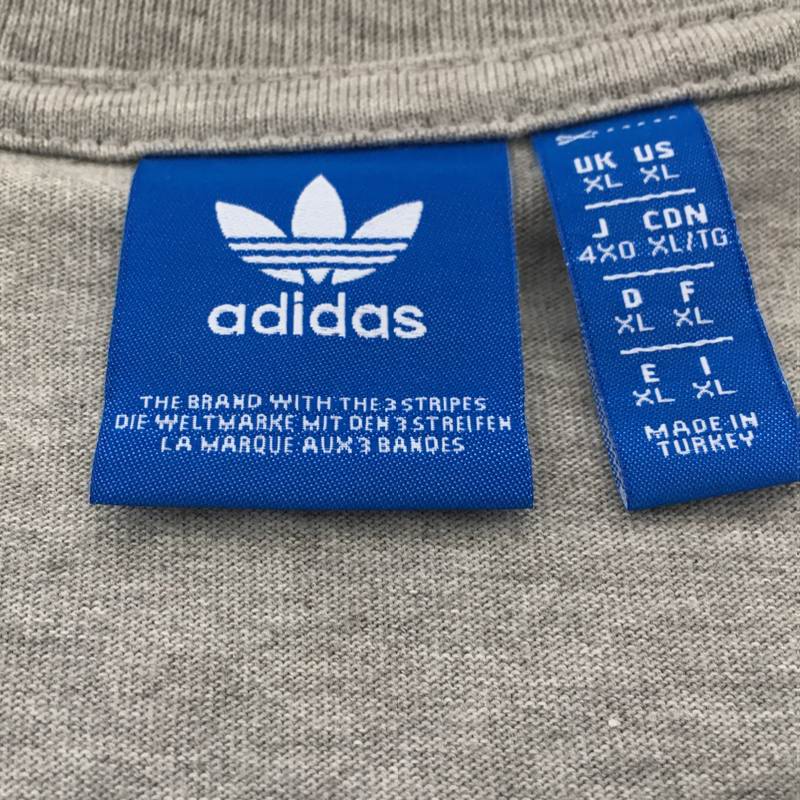 adidas
THE BRAND WITH THE 3 STRIPES
DIE WELTMARKE MIT DEN 3 STREIFEN
LA MARQUE AUX 3 BANDES
UK US
XL XL
J CDN
4XO XL/TG
D F
XL XL
E I
XL XL
MADE IN
TURKEY